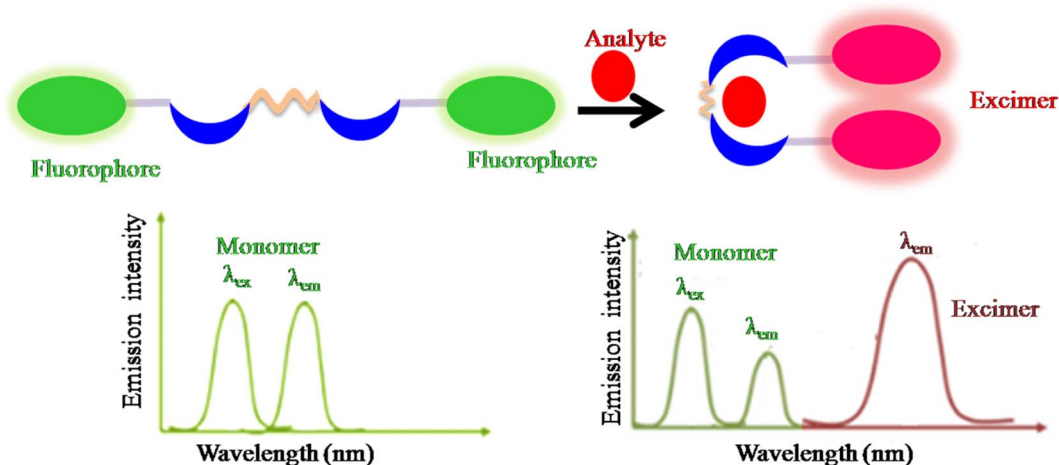 Analyte
Excimer
Fluorophore
Fluorophore
Emission intensity
Monomer
λex
λem
Wavelength (nm)
Emission intensity
Monomer
λex
λem
λem
Excimer
Wavelength (nm)